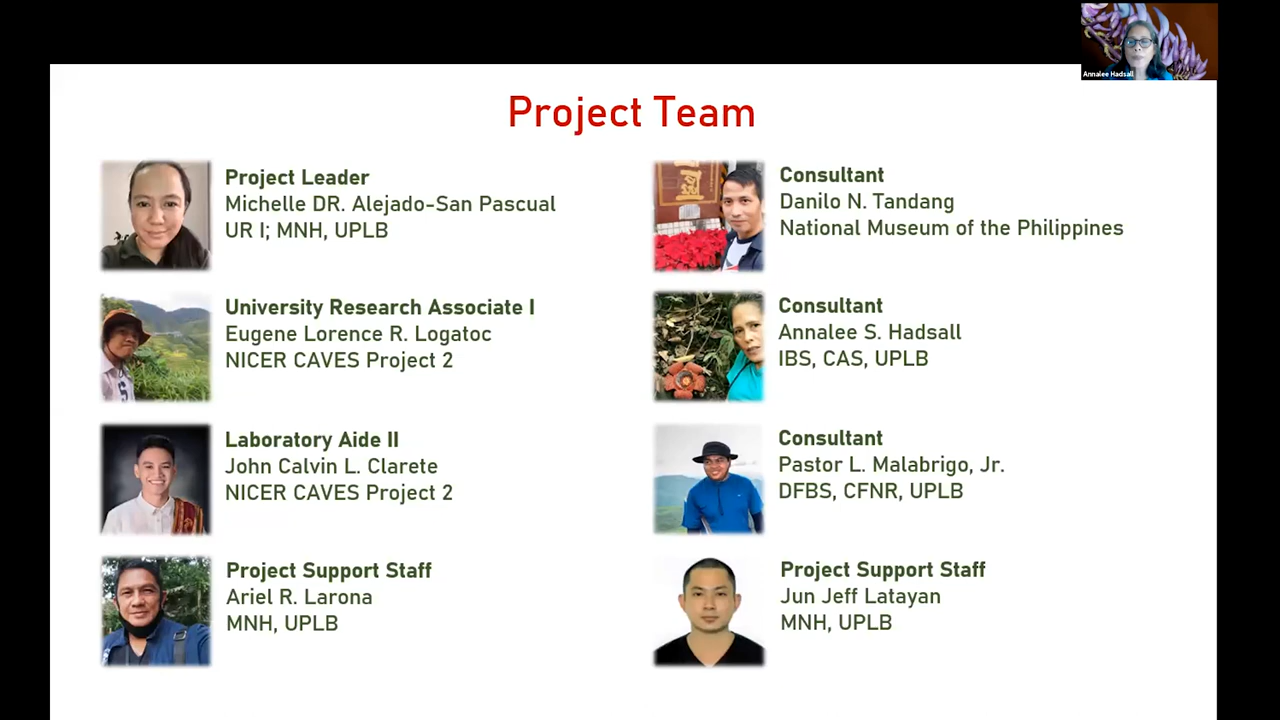 Annalee Hadsall
Project Team
Project Leader
Michelle DR. Alejado-San Pascual
UR I; MNH, UPLB
University Research Associate I
Eugene Lorence R. Logatoc
NICER CAVES Project 2
Laboratory Aide II
John Calvin L. Clarete
NICER CAVES Project 2
Project Support Staff
Ariel R. Larona
MNH, UPLB
Consultant
Danilo N. Tandang
National Museum of the Philippines
Consultant
Annalee S. Hadsall
IBS, CAS, UPLB
Consultant
Pastor L. Malabrigo, Jr.
DFBS, CFNR, UPLB
Project Support Staff
Jun Jeff Latayan
MNH, UPLB